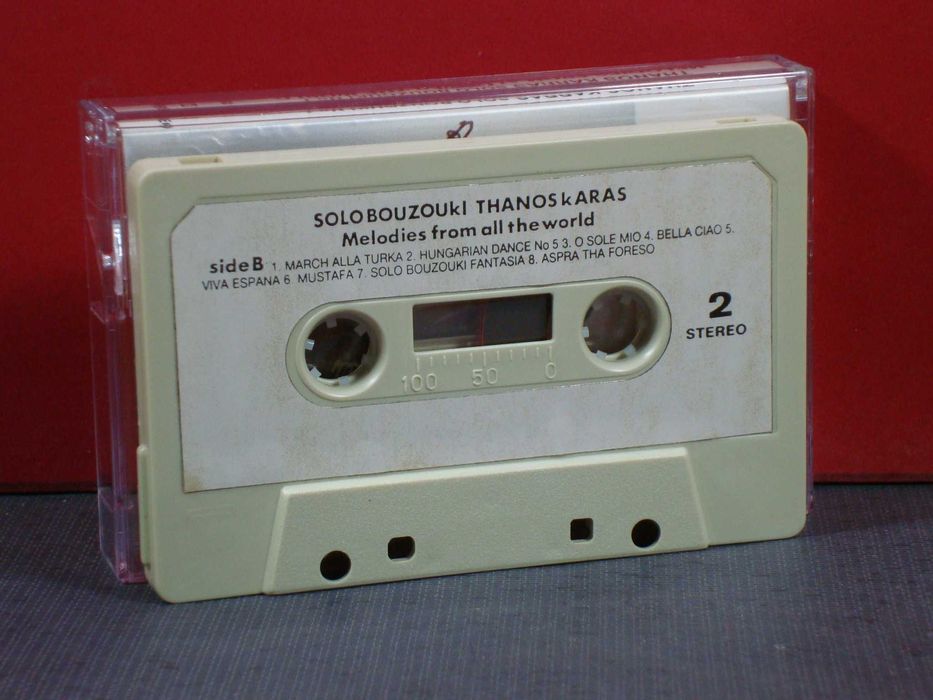 SOLO BOUZOUkI THANOS kARAS
Melodies from all the world
side B 1. MARCH ALLA TURKA 2. HUNGARIAN DANCE No 5 3. O SOLE MIO 4. BELLA CIAO 5.
VIVA ESPANA 6. MUSTAFA 7. SOLO BOUZOUKI FANTASIA 8. ASPRA THA FORESO
2
STEREO
100 50 0